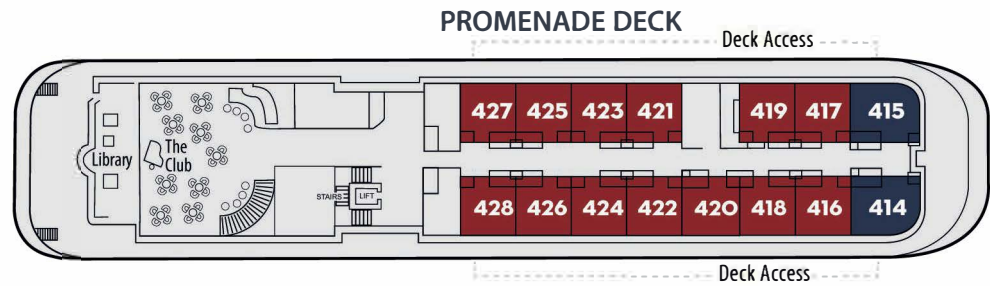 PROMENADE DECK
Deck Access
427 425 423 421 419 417 415
Library
The
Club
STAIRS LIFT
428 426 424 422 420 418 416 414
Deck Access